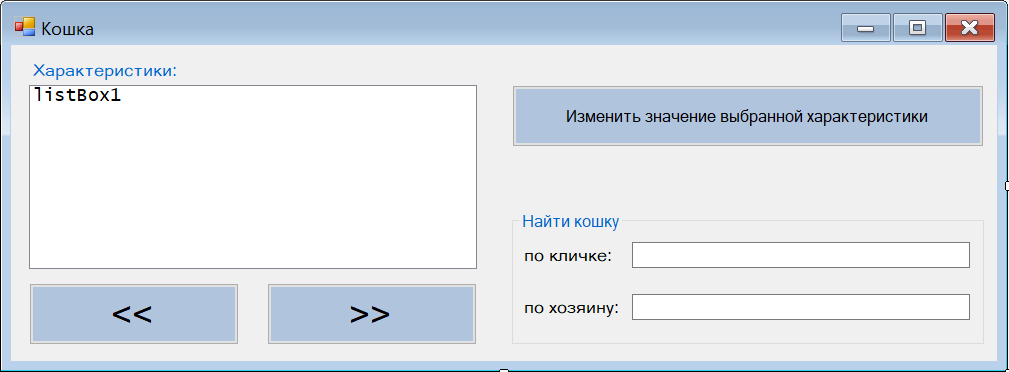 Кошка
Характеристики:
listBox1
Изменить значение выбранной характеристики
Найти кошку
по кличке:
по хозяину:
<< >>